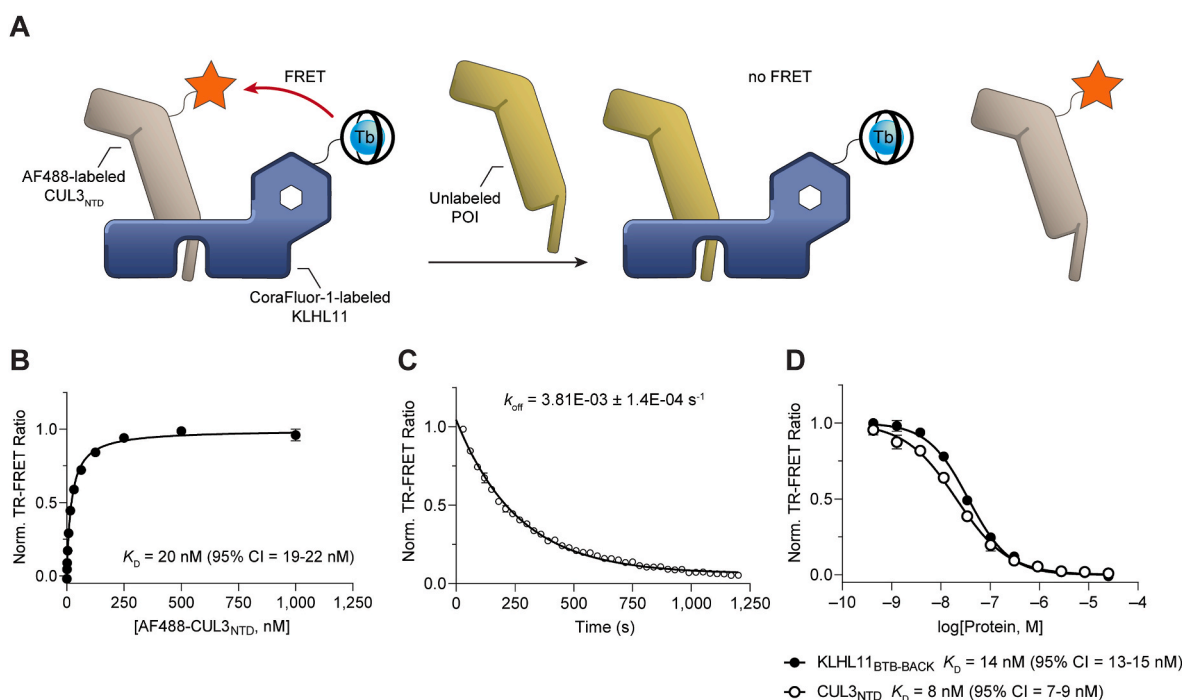 A
FRET
no FRET
Tb
Tb
AF488-labeled
CUL3NTD
Unlabeled
POI
CoraFluor-1-labeled
KLHL11
B
Norm. TR-FRET Ratio
1.0
0.5
0.0
KD = 20 nM (95% CI = 19-22 nM)
0
250
500
750
1,000
1,250
[AF488-CUL3NTD, nM]
C
Norm. TR-FRET Ratio
koff = 3.81E-03 ± 1.4E-04 s-1
1.0
0.5
0.0
0
250
500
750
1,000
1,250
Time (s)
D
Norm. TR-FRET Ratio
1.0
0.5
0.0
–10
–9
–8
–7
–6
–5
–4
log[Protein, M]
KLHL11BTB-BACK KD = 14 nM (95% CI = 13-15 nM)
CUL3NTD KD = 8 nM (95% CI = 7-9 nM)